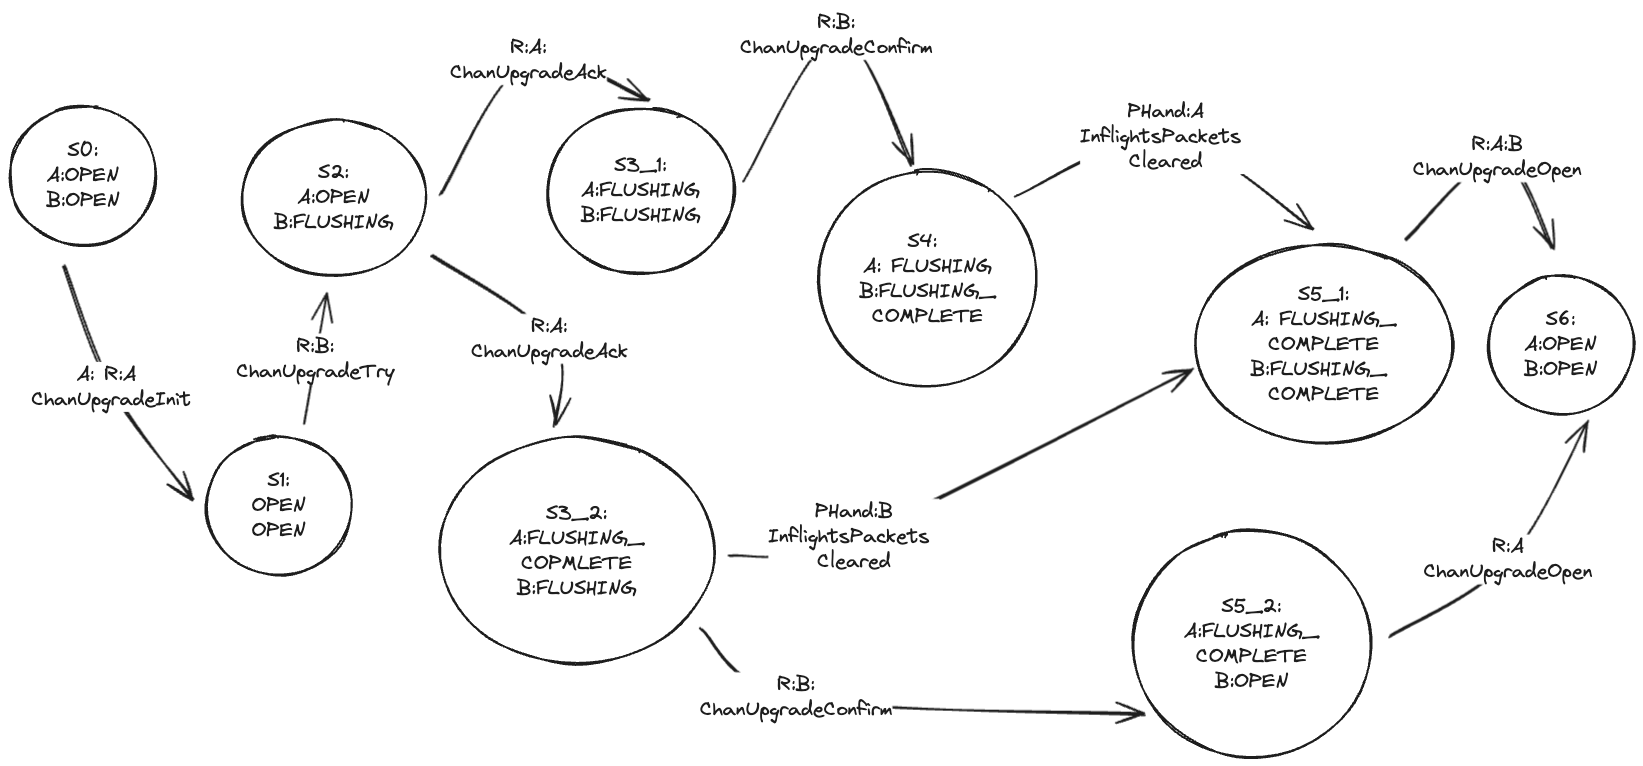 R:B:
ChanUpgradeConfirm
R:A:
ChanUpgradeAck
PHand:A
InflightsPackets
Cleared
R:A:B
ChanUpgradeOpen
S0:
A:OPEN
B:OPEN
S2:
A:OPEN
B:FLUSHING
S3_1:
A:FLUSHING
B:FLUSHING
S4:
A: FLUSHING
B:FLUSHING_
COMPLETE
S5_1:
A: FLUSHING_
COMPLETE
B:FLUSHING_
COMPLETE
S6:
A:OPEN
B:OPEN
R:A:
ChanUpgradeAck
R:B:
ChanUpgradeTry
A: R:A
ChanUpgradeInit
S1:
OPEN
OPEN
S3_2:
A:FLUSHING_
COPMLETE
B:FLUSHING
PHand:B
InflightsPackets
Cleared
R:A
ChanUpgradeOpen
S5_2:
A:FLUSHING_
COMPLETE
B:OPEN
R:B:
ChanUpgradeConfirm